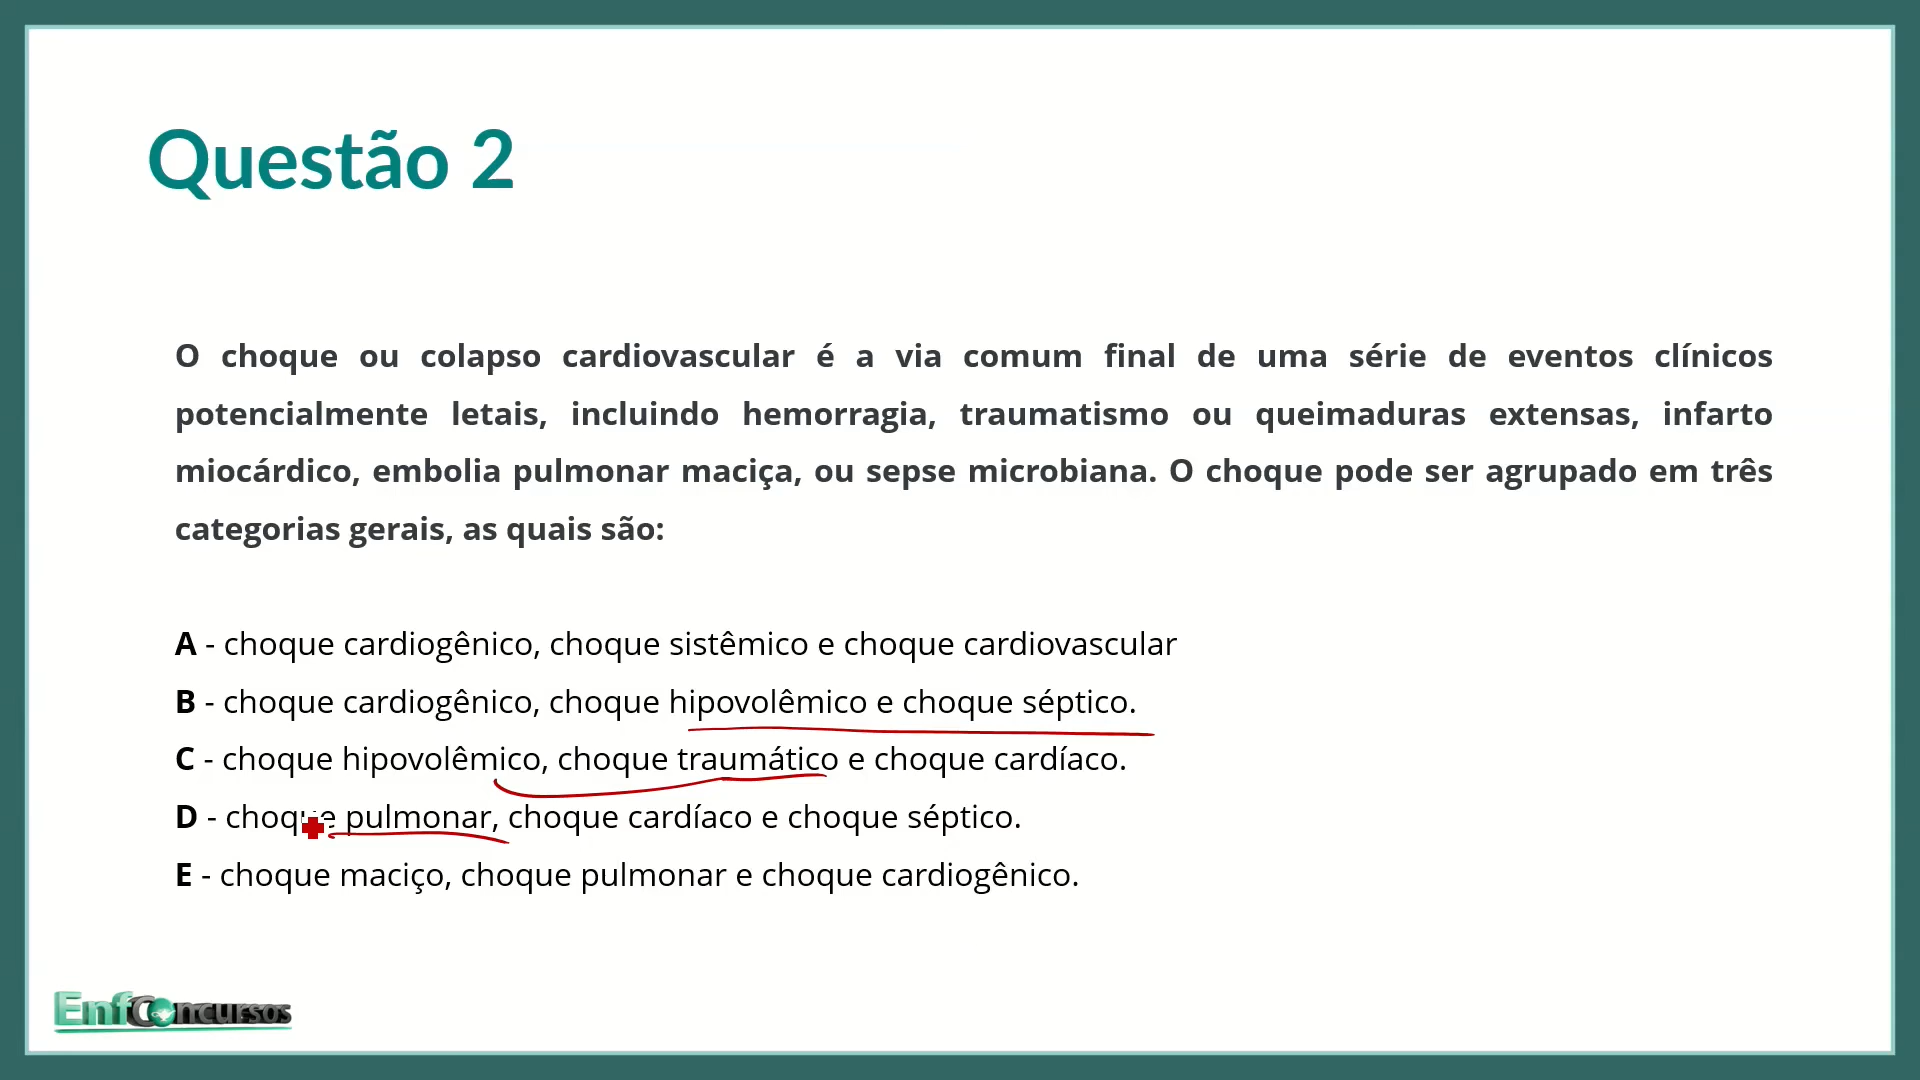 Questão 2
O choque ou colapso cardiovascular é a via comum final de uma série de eventos clínicos
potencialmente letais, incluindo hemorragia, traumatismo ou queimaduras extensas, infarto
miocárdico, embolia pulmonar maciça, ou sepse microbiana. O choque pode ser agrupado em três
categorias gerais, as quais são:
A - choque cardiogênico, choque sistêmico e choque cardiovascular
B - choque cardiogênico, choque hipovolêmico e choque séptico.
C - choque hipovolêmico, choque traumático e choque cardíaco.
D - choque pulmonar, choque cardíaco e choque séptico.
E - choque maciço, choque pulmonar e choque cardiogênico.
EnfConcursos